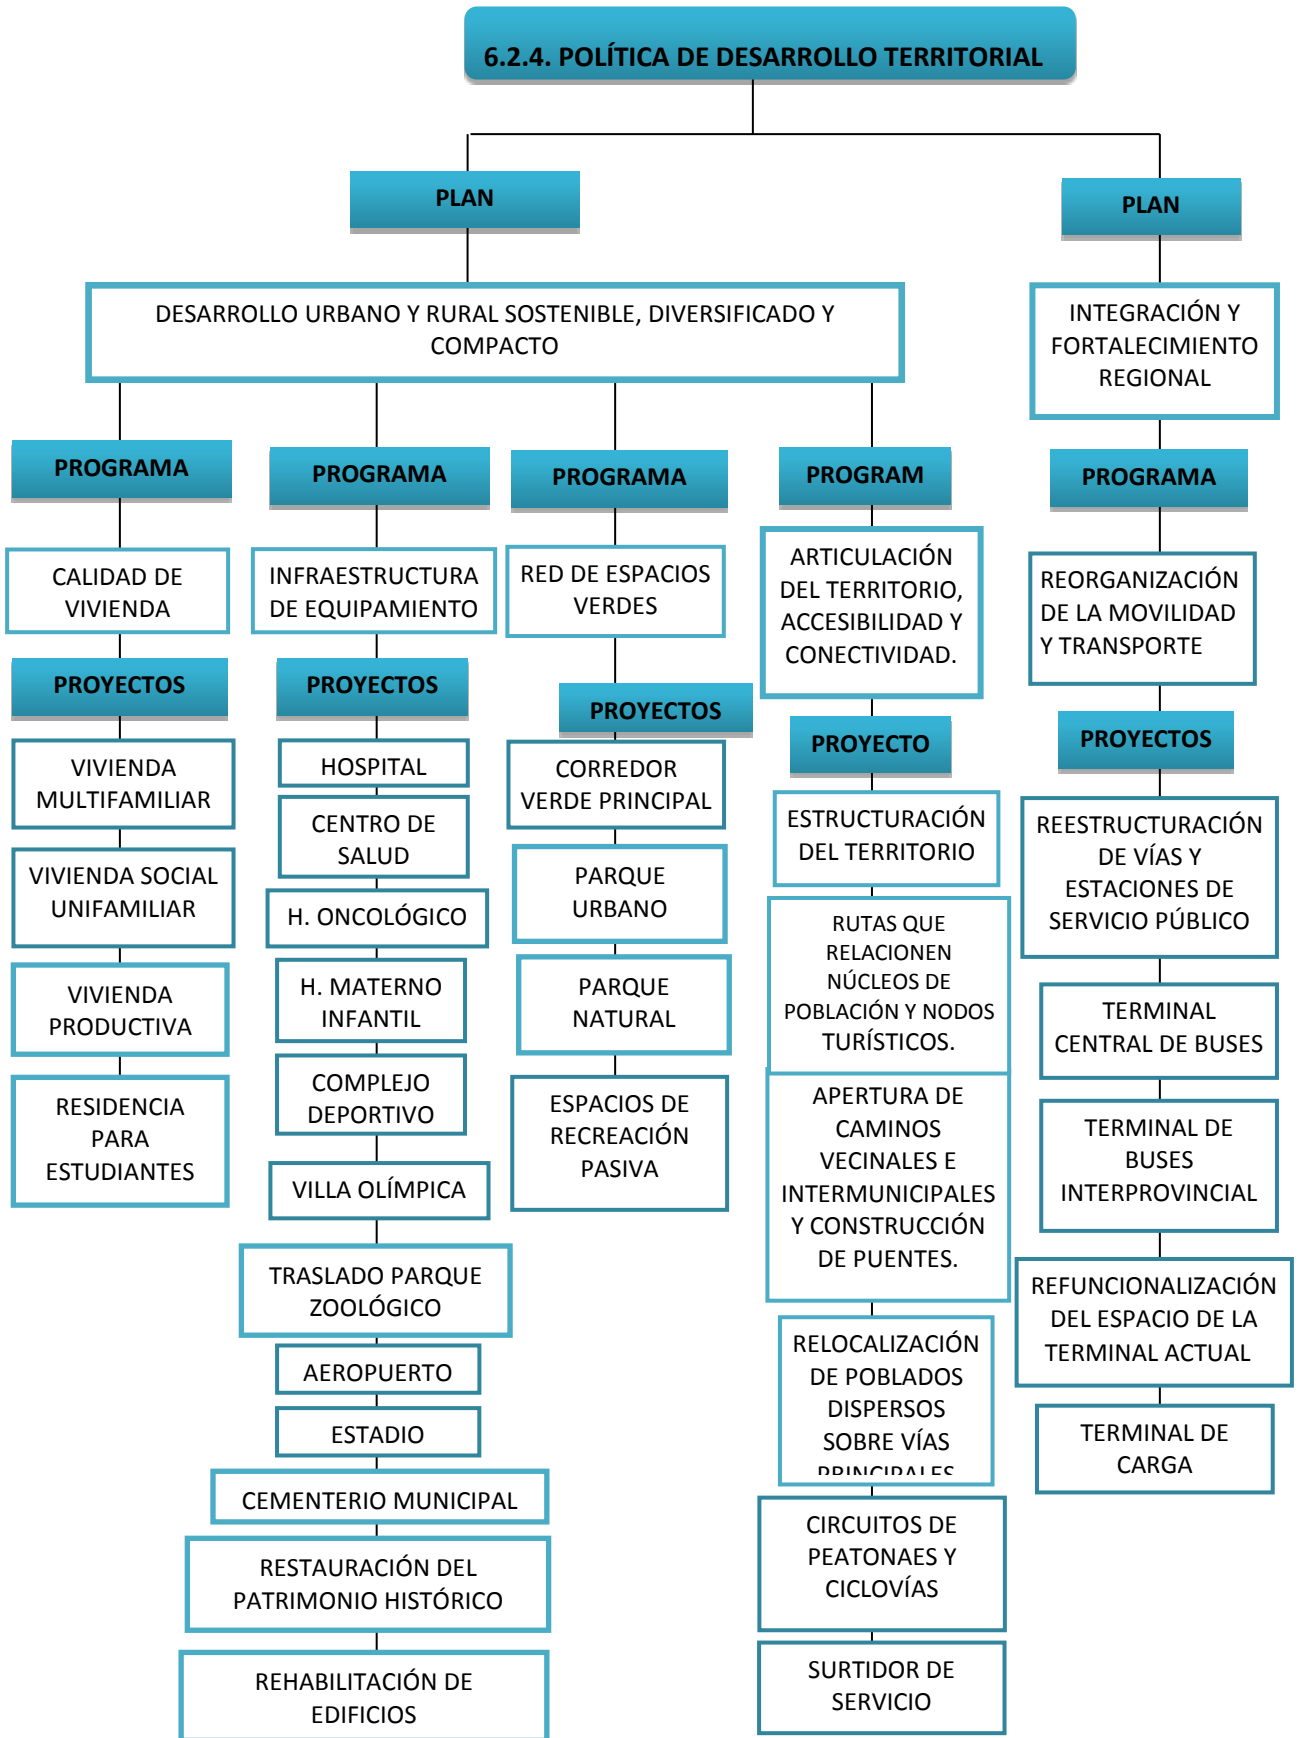 6.2.4. POLÍTICA DE DESARROLLO TERRITORIAL
PLAN
DESARROLLO URBANO Y RURAL SOSTENIBLE, DIVERSIFICADO Y
COMPACTO
PROGRAMA
CALIDAD DE
VIVIENDA
PROYECTOS
VIVIENDA
MULTIFAMILIAR
VIVIENDA SOCIAL
UNIFAMILIAR
VIVIENDA
PRODUCTIVA
RESIDENCIA
PARA
ESTUDIANTES
PROGRAMA
INFRAESTRUCTURA
DE EQUIPAMIENTO
PROYECTOS
HOSPITAL
CENTRO DE
SALUD
H. ONCOLÓGICO
H. MATERNO
INFANTIL
COMPLEJO
DEPORTIVO
VILLA OLÍMPICA
TRASLADO PARQUE
ZOOLÓGICO
AEROPUERTO
ESTADIO
CEMENTERIO MUNICIPAL
RESTAURACIÓN DEL
PATRIMONIO HISTÓRICO
REHABILITACIÓN DE
EDIFICIOS
PROGRAMA
RED DE ESPACIOS
VERDES
PROYECTOS
CORREDOR
VERDE PRINCIPAL
PARQUE
URBANO
PARQUE
NATURAL
ESPACIOS DE
RECREACIÓN
PASIVA
PROGRAM
ARTICULACIÓN
DEL TERRITORIO,
ACCESIBILIDAD Y
CONECTIVIDAD.
PROYECTO
ESTRUCTURACIÓN
DEL TERRITORIO
RUTAS QUE
RELACIONEN
NÚCLEOS DE
POBLACIÓN Y NODOS
TURÍSTICOS.
APERTURA DE
CAMINOS
VECINALES E
INTERMUNICIPALES
Y CONSTRUCCIÓN
DE PUENTES.
RELOCALIZACIÓN
DE POBLADOS
DISPERSOS
SOBRE VÍAS
PRINCIPALES
CIRCUITOS DE
PEATONAES Y
CICLOVÍAS
SURTIDOR DE
SERVICIO
PLAN
INTEGRACIÓN Y
FORTALECIMIENTO
REGIONAL
PROGRAMA
REORGANIZACIÓN
DE LA MOVILIDAD
Y TRANSPORTE
PROYECTOS
REESTRUCTURACIÓN
DE VÍAS Y
ESTACIONES DE
SERVICIO PÚBLICO
TERMINAL
CENTRAL DE BUSES
TERMINAL DE
BUSES
INTERPROVINCIAL
REFUNCIONALIZACIÓN
DEL ESPACIO DE LA
TERMINAL ACTUAL
TERMINAL DE
CARGA